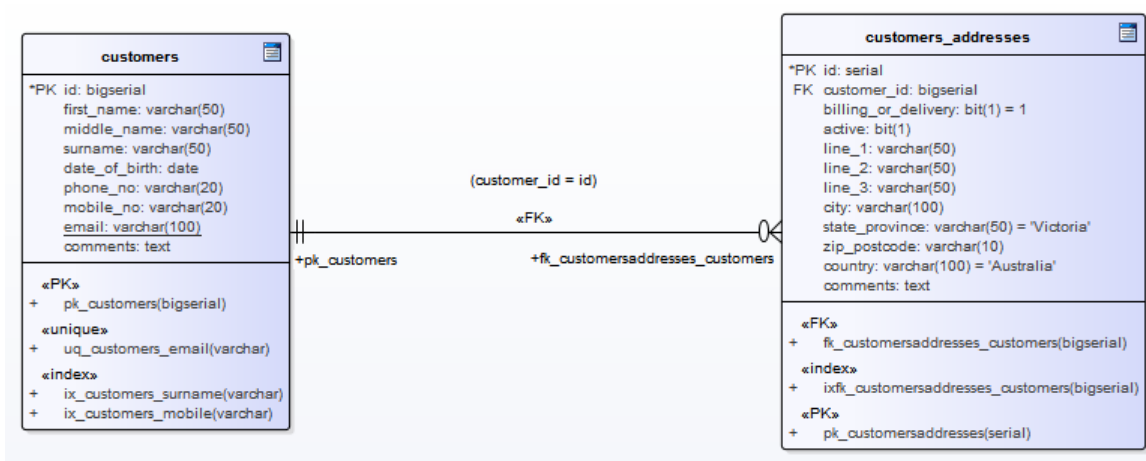 customers
*PK id: bigserial
first_name: varchar(50)
middle_name: varchar(50)
surname: varchar(50)
date_of_birth: date
phone_no: varchar(20)
mobile_no: varchar(20)
email: varchar(100)
comments: text
«PK»
+ pk_customers(bigserial)
«unique»
+ uq_customers_email(varchar)
«index»
+ ix_customers_surname(varchar)
+ ix_customers_mobile(varchar)
(customer_id = id)
«FK»
+pk_customers
+fk_customersaddresses_customers
customers_addresses
*PK id: serial
FK customer_id: bigserial
billing_or_delivery: bit(1) = 1
active: bit(1)
line_1: varchar(50)
line_2: varchar(50)
line_3: varchar(50)
city: varchar(100)
state_province: varchar(50) = 'Victoria'
zip_postcode: varchar(10)
country: varchar(100) = 'Australia'
comments: text
«FK»
+ fk_customersaddresses_customers(bigserial)
«index»
+ ixfk_customersaddresses_customers(bigserial)
«PK»
+ pk_customersaddresses(serial)